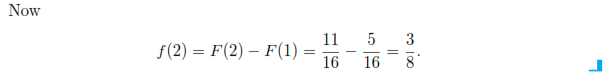 Now
f(2) = F(2) − F(1) = 11/16 − 5/16 = 3/8.